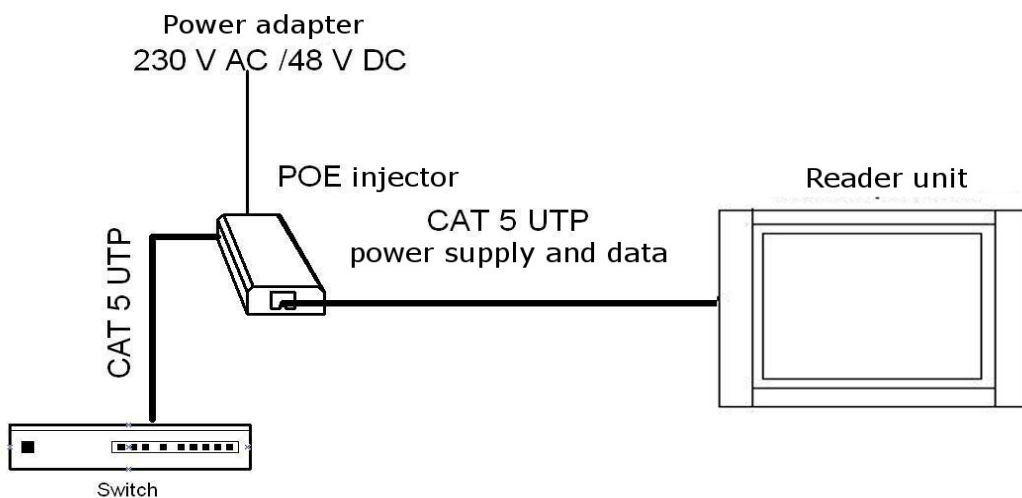 Power adapter
230 V AC /48 V DC
POE injector
Reader unit
CAT 5 UTP
power supply and data
CAT 5 UTP
Switch